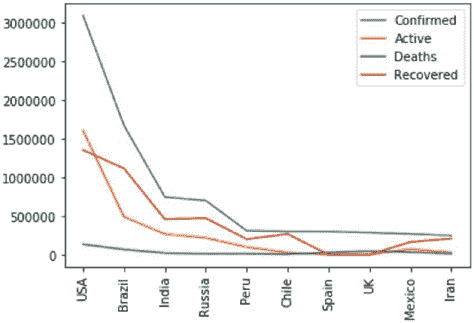 3000000
2500000
2000000
1500000
1000000
500000
0
Confirmed
Active
Deaths
Recovered
USA
Brazil
India
Russia
Peru
Chile
Spain
UK
Mexico
Iran